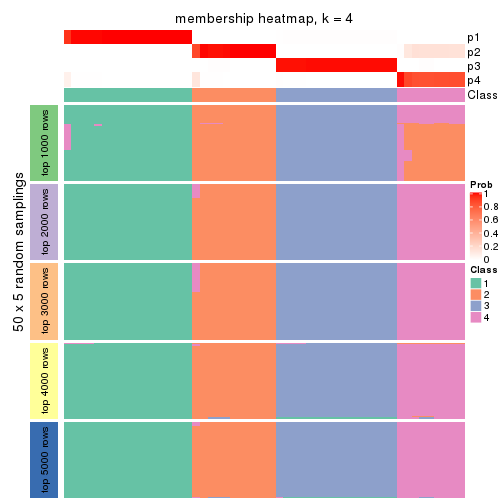 membership heatmap, k = 4
p1
p2
p3
p4
Class
50 x 5 random samplings
top 1000 rows
top 2000 rows
top 3000 rows
top 4000 rows
top 5000 rows
Prob
1
0.8
0.6
0.4
0.2
0
Class
1
2
3
4